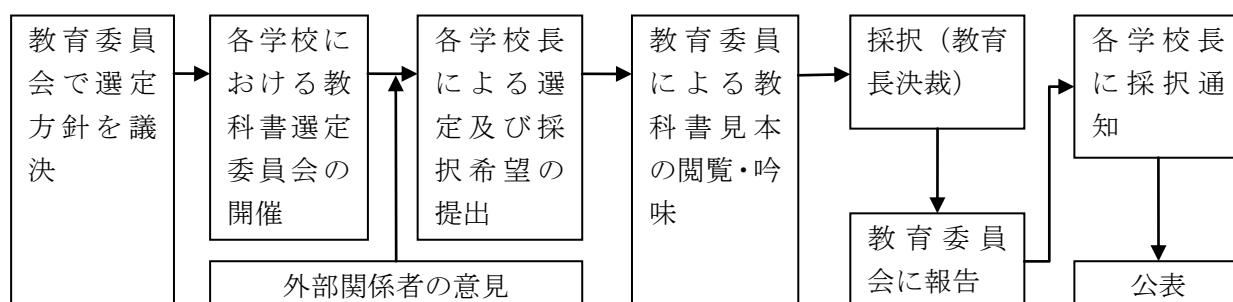 教育委員
会で選定
方針を議
決
各学校に
おける教
科書選定
委員会の
開催
外部関係者の意見
各学校長
による選
定及び採
択希望の
提出
教育委員
による教
科書見本
の閲覧・吟
味
採択（教育
長決裁）
教育委員
会に報告
各学校長
に採択通
知
公表